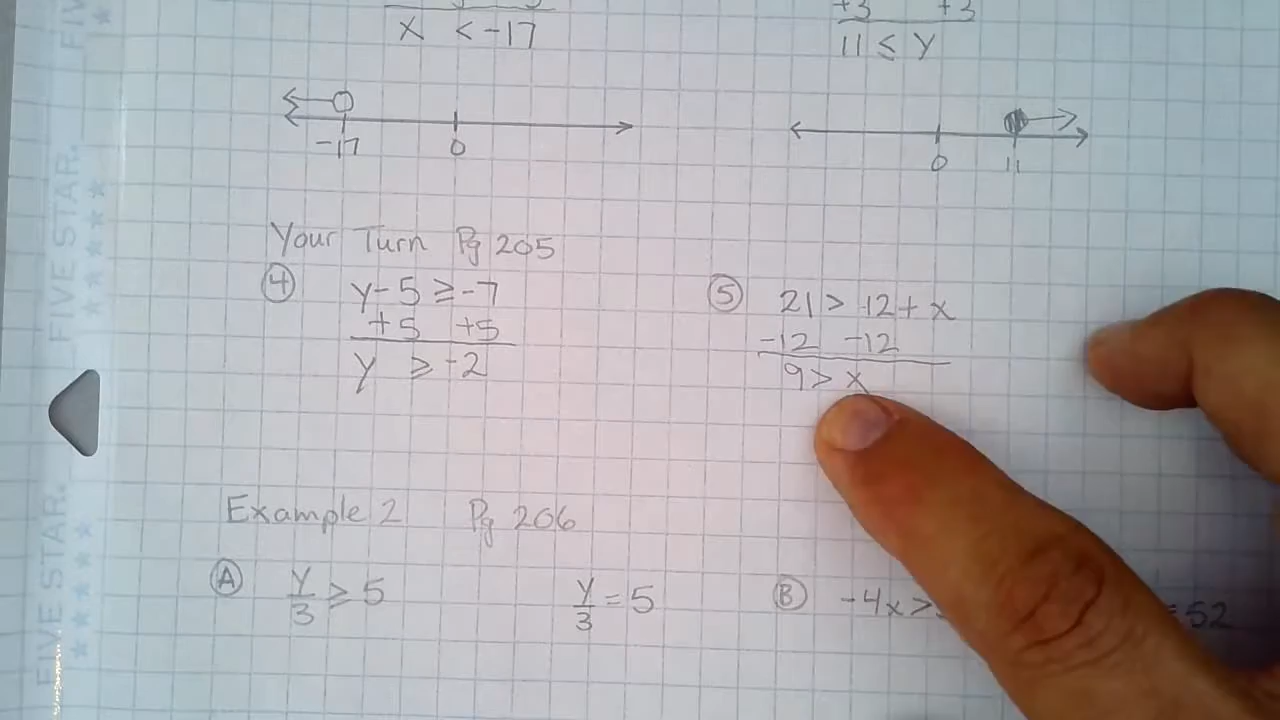 +3 +3
x < -17
11 ≤ y
-17 0
0 11
Your Turn Pg 205
④ y - 5 ≥ -7
+5 +5
y ≥ -2
⑤ 21 > 12 + x
-12 -12
9 > x
Example 2 Pg 206
Ⓐ y/3 ≥ 5 y/3 = 5
Ⓑ -4x > = 52
FIVE STAR.
FIVE STAR.
FIV